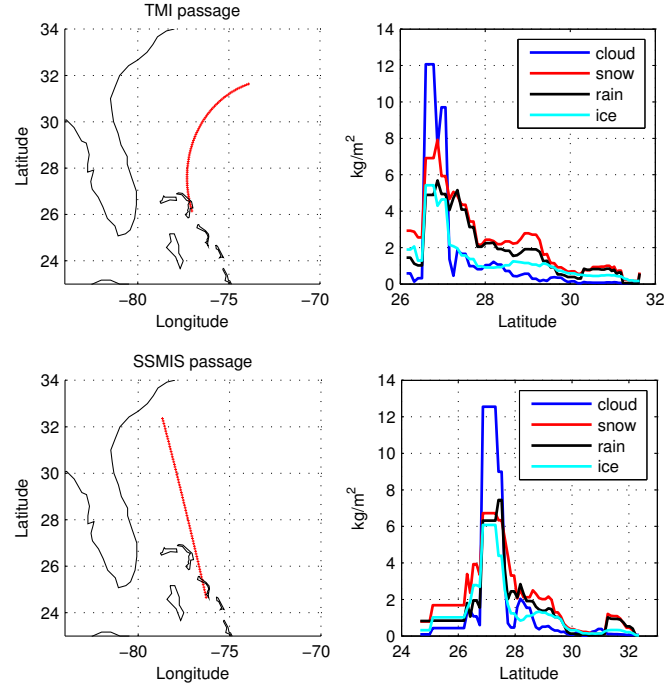 TMI passage
34
32
30
28
26
24
Latitude
−80
−75
−70
Longitude
14
12
10
8
6
4
2
0
kg/m²
26
28
30
32
Latitude
cloud
snow
rain
ice
SSMIS passage
34
32
30
28
26
24
Latitude
−80
−75
−70
Longitude
14
12
10
8
6
4
2
0
kg/m²
24
26
28
30
32
Latitude
cloud
snow
rain
ice